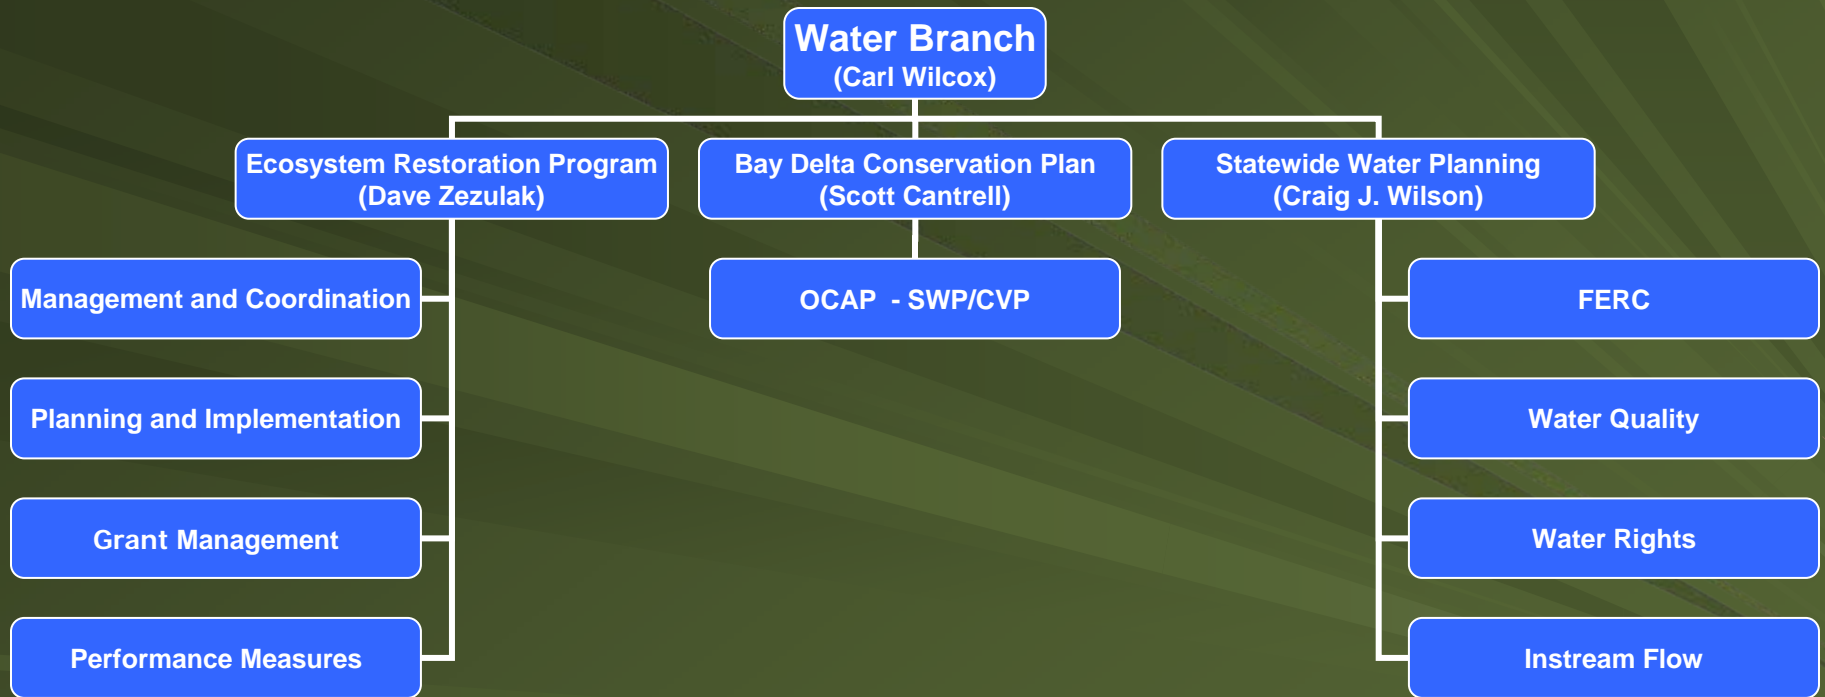 Water Branch
(Carl Wilcox)
Ecosystem Restoration Program
(Dave Zezulak)
Bay Delta Conservation Plan
(Scott Cantrell)
Statewide Water Planning
(Craig J. Wilson)
Management and Coordination
OCAP  - SWP/CVP
FERC
Planning and Implementation
Water Quality
Grant Management
Water Rights
Performance Measures
Instream Flow